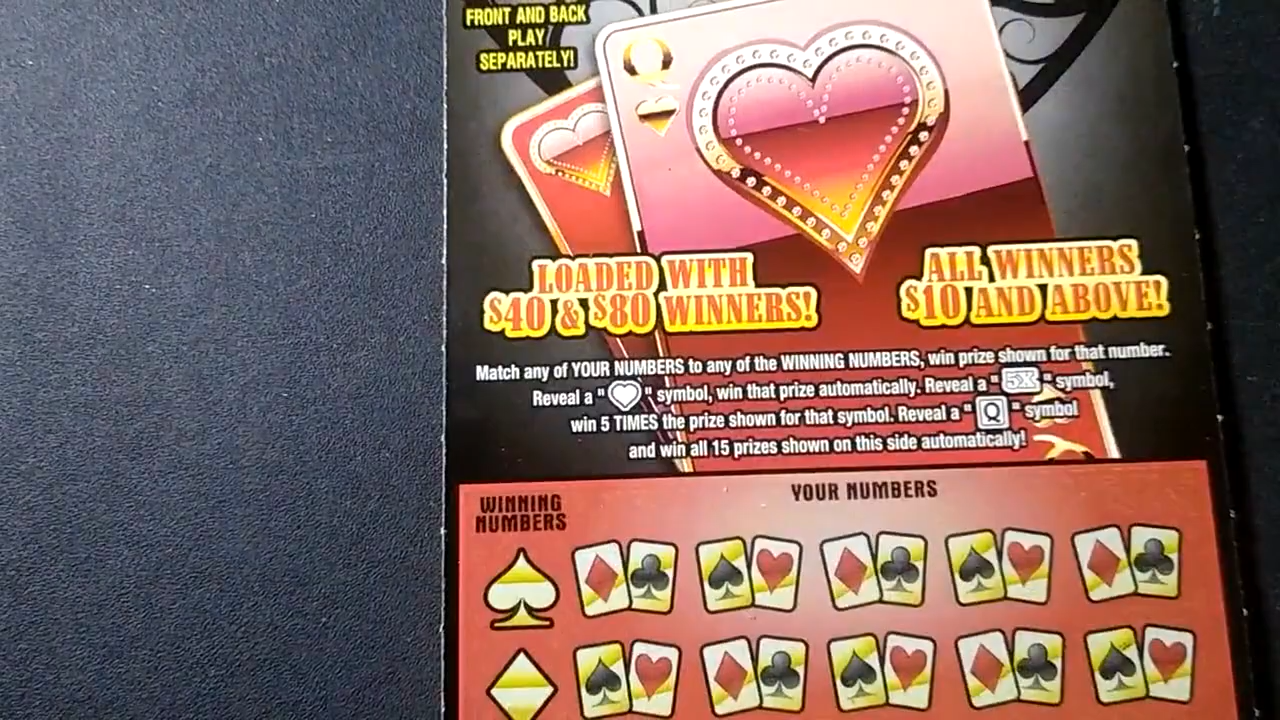 FRONT AND BACK
PLAY
SEPARATELY!
Q
LOADED WITH
$40 & $80 WINNERS!
ALL WINNERS
$10 AND ABOVE!
Match any of YOUR NUMBERS to any of the WINNING NUMBERS, win prize shown for that number.
Reveal a "♥" symbol, win that prize automatically. Reveal a "5X" symbol,
win 5 TIMES the prize shown for that symbol. Reveal a "Q" symbol
and win all 15 prizes shown on this side automatically!
WINNING
NUMBERS
YOUR NUMBERS